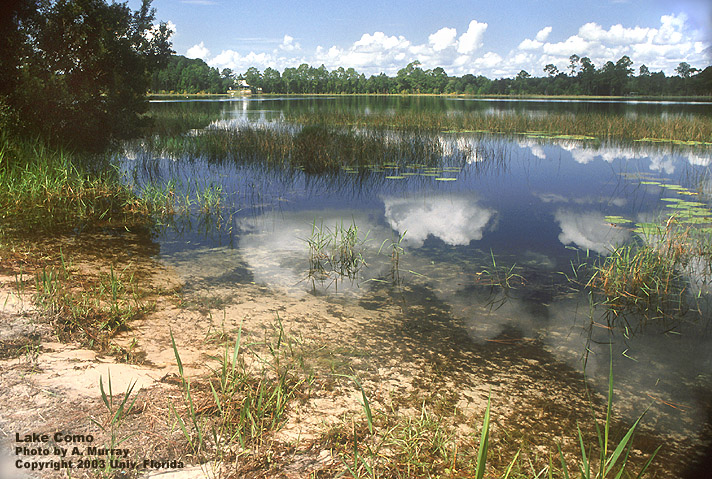 Lake Como
Photo by A. Murray
Copyright 2003 Univ. Florida